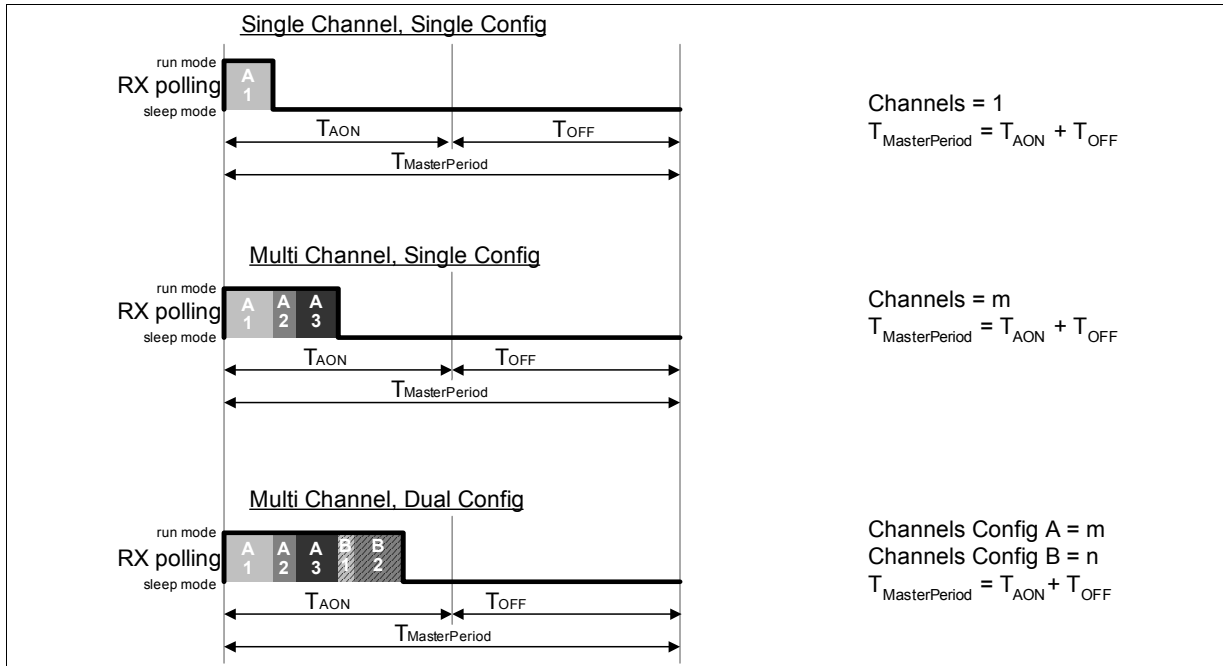 Single Channel, Single Config
run mode
RX polling
sleep mode
A
1
TAON
TOFF
TMasterPeriod
Channels = 1
TMasterPeriod = TAON + TOFF
Multi Channel, Single Config
run mode
RX polling
sleep mode
A
1
A
2
A
3
TAON
TOFF
TMasterPeriod
Channels = m
TMasterPeriod = TAON + TOFF
Multi Channel, Dual Config
run mode
RX polling
sleep mode
A
1
A
2
A
3
B
1
B
2
TAON
TOFF
TMasterPeriod
Channels Config A = m
Channels Config B = n
TMasterPeriod = TAON + TOFF